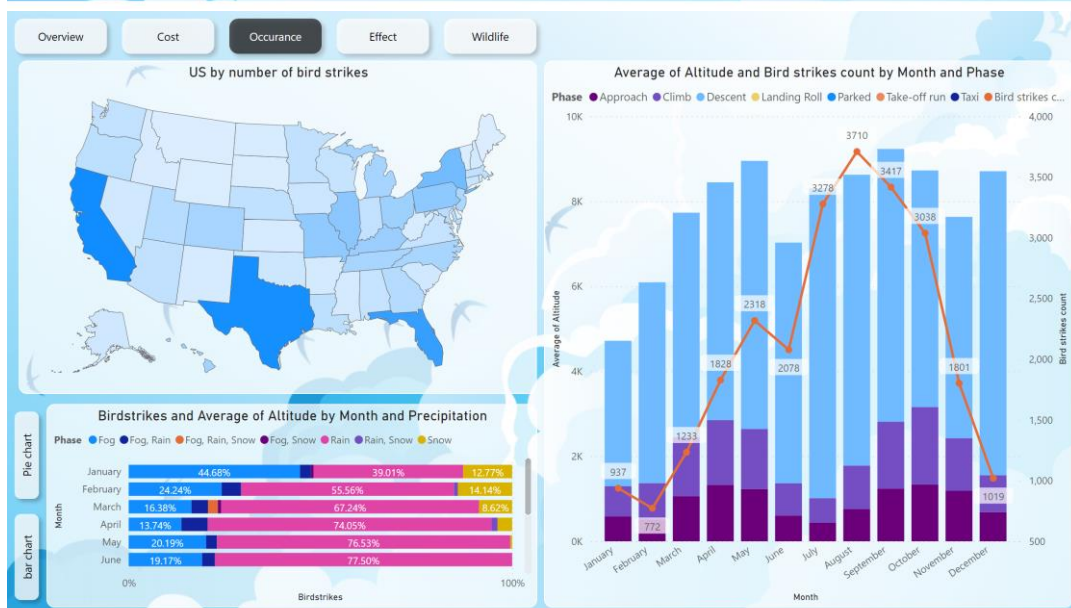 Overview Cost Occurance Effect Wildlife
US by number of bird strikes
Average of Altitude and Bird strikes count by Month and Phase
Phase Approach Climb Descent Landing Roll Parked Take-off run Taxi Bird strikes c...
10K
8K
6K
4K
2K
0K
Average of Altitude
4,000
3,500
3,000
2,500
2,000
1,500
1,000
500
Bird strikes count
937
772
1233
1828
2318
2078
3278
3710
3417
3038
1801
1019
January February March April May June July August September October November December
Month
Pie chart
bar chart
Birdstrikes and Average of Altitude by Month and Precipitation
Phase Fog Fog, Rain Fog, Rain, Snow Fog, Snow Rain Rain, Snow Snow
Month
January 44.68% 39.01% 12.77%
February 24.24% 55.56% 14.14%
March 16.38% 67.24% 8.62%
April 13.74% 74.05%
May 20.19% 76.53%
June 19.17% 77.50%
0% 100%
Birdstrikes